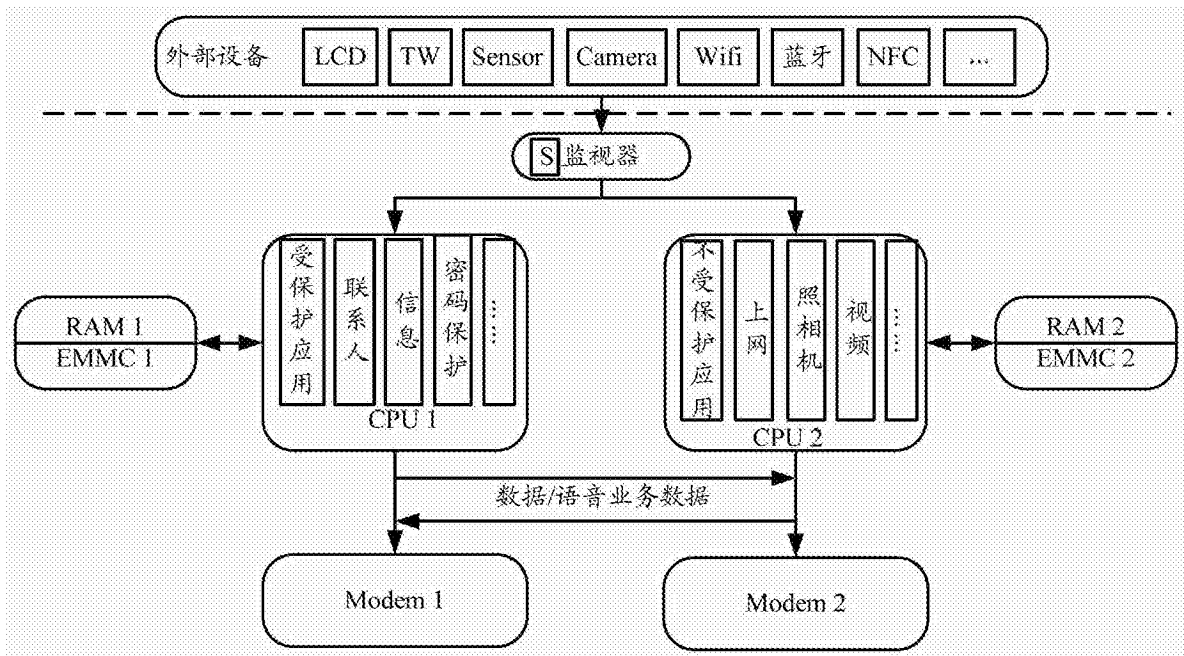 外部设备 LCD TW Sensor Camera Wifi 蓝牙 NFC ...
S 监视器
受保护应用
联系人
信息
密码保护
……
CPU 1
不受保护应用
上网
照相机
视频
……
CPU 2
RAM 1
EMMC 1
RAM 2
EMMC 2
数据/语音业务数据
Modem 1
Modem 2